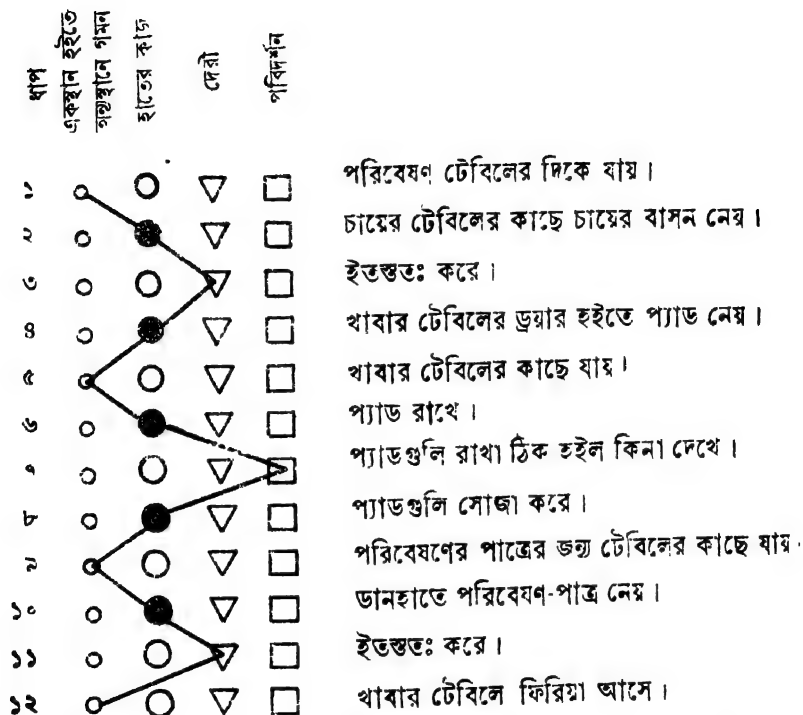 ধাপ
একস্থান হইতে
অন্যস্থানে গমন
হাতের কাজ
দেরী
পরিদর্শন
১ পরিবেষণ টেবিলের দিকে যায়।
২ চায়ের টেবিলের কাছে চায়ের বাসন নেয়।
৩ ইতস্ততঃ করে।
৪ খাবার টেবিলের ড্রয়ার হইতে প্যাড নেয়।
৫ খাবার টেবিলের কাছে যায়।
৬ প্যাড রাখে।
৭ প্যাডগুলি রাখা ঠিক হইল কিনা দেখে।
৮ প্যাডগুলি সোজা করে।
৯ পরিবেষণের পাত্রের জন্য টেবিলের কাছে যায়.
১০ ডানহাতে পরিবেষণ-পাত্র নেয়।
১১ ইতস্ততঃ করে।
১২ খাবার টেবিলে ফিরিয়া আসে।